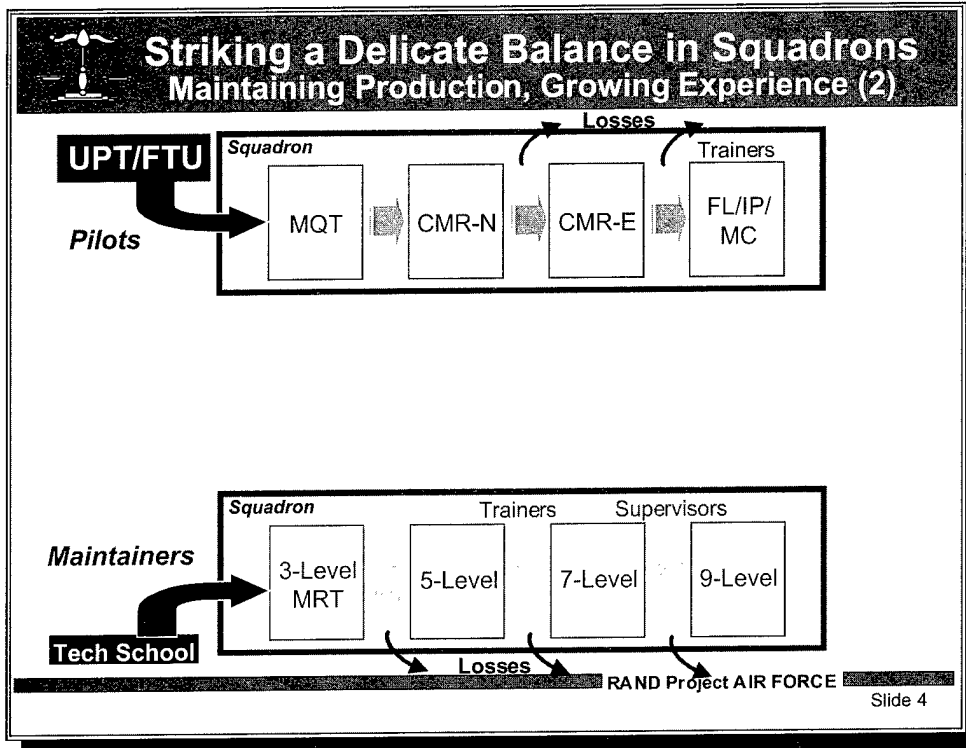 Striking a Delicate Balance in Squadrons
Maintaining Production, Growing Experience (2)
Losses
UPT/FTU
Squadron
Trainers
MQT
CMR-N
CMR-E
FL/IP/
MC
Pilots
Squadron
Trainers
Supervisors
Maintainers
3-Level
MRT
5-Level
7-Level
9-Level
Tech School
Losses
RAND Project AIR FORCE
Slide 4